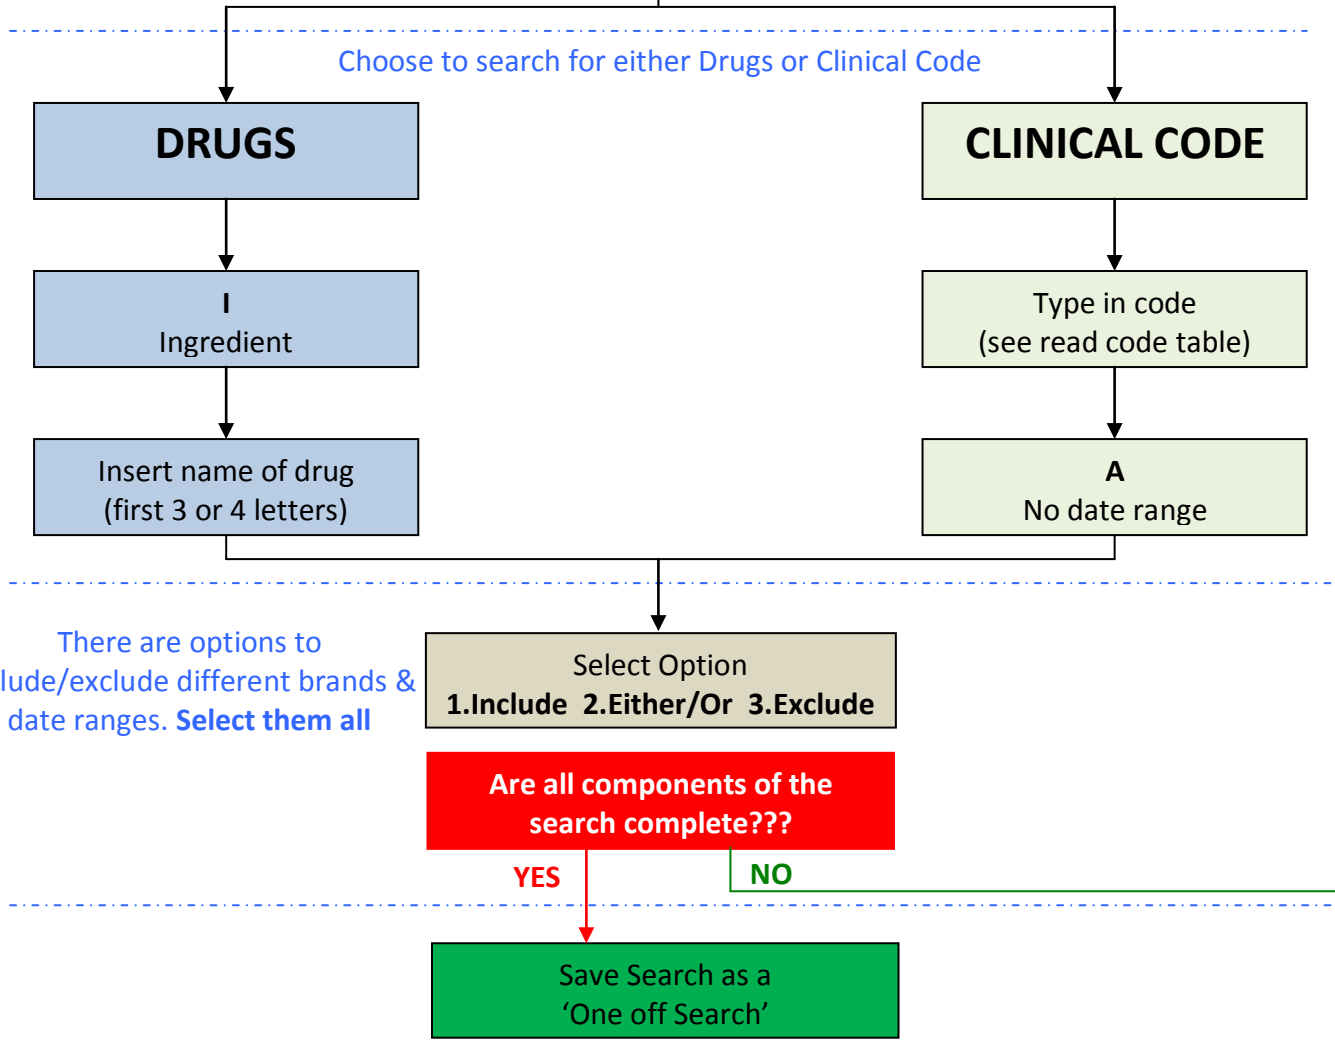 Choose to search for either Drugs or Clinical Code
DRUGS
CLINICAL CODE
I
Ingredient
Type in code
(see read code table)
Insert name of drug
(first 3 or 4 letters)
A
No date range
There are options to
lude/exclude different brands &
date ranges. Select them all
Select Option
1.Include 2.Either/Or 3.Exclude
Are all components of the
search complete???
YES
NO
Save Search as a
‘One off Search’